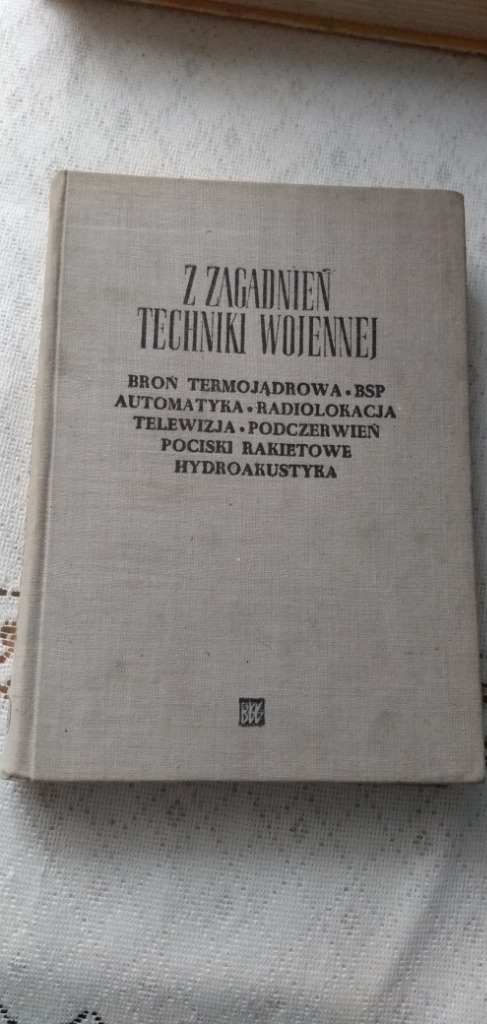 Z ZAGADNIEŃ
TECHNIKI WOJENNEJ
BROŃ TERMOJĄDROWA • BSP
AUTOMATYKA • RADIOLOKACJA
TELEWIZJA • PODCZERWIEŃ
POCISKI RAKIETOWE
HYDROAKUSTYKA